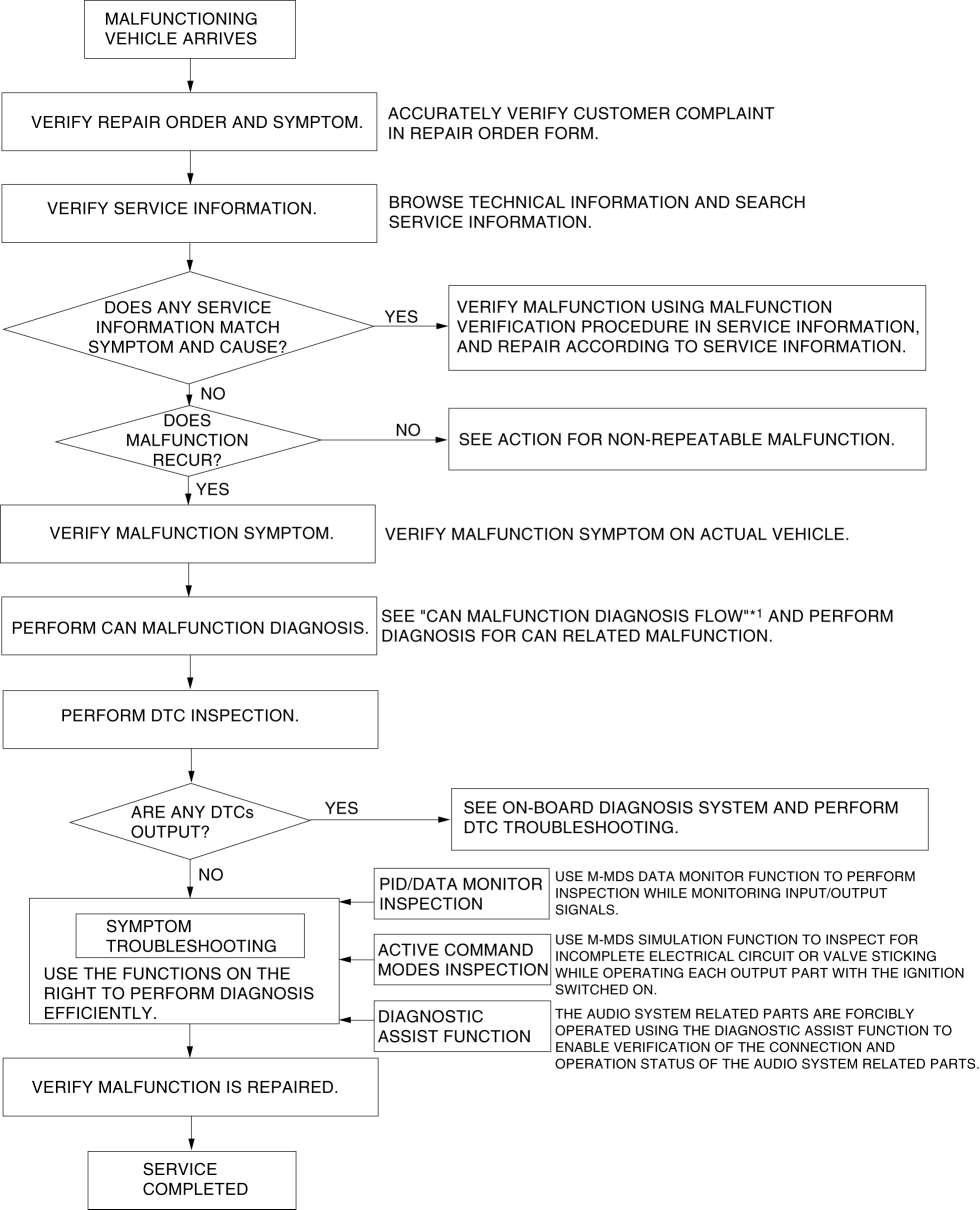 MALFUNCTIONING
VEHICLE ARRIVES
VERIFY REPAIR ORDER AND SYMPTOM.
ACCURATELY VERIFY CUSTOMER COMPLAINT
IN REPAIR ORDER FORM.
VERIFY SERVICE INFORMATION.
BROWSE TECHNICAL INFORMATION AND SEARCH
SERVICE INFORMATION.
DOES ANY SERVICE
INFORMATION MATCH
SYMPTOM AND CAUSE?
YES
VERIFY MALFUNCTION USING MALFUNCTION
VERIFICATION PROCEDURE IN SERVICE INFORMATION,
AND REPAIR ACCORDING TO SERVICE INFORMATION.
NO
DOES
MALFUNCTION
RECUR?
NO
SEE ACTION FOR NON-REPEATABLE MALFUNCTION.
YES
VERIFY MALFUNCTION SYMPTOM.
VERIFY MALFUNCTION SYMPTOM ON ACTUAL VEHICLE.
PERFORM CAN MALFUNCTION DIAGNOSIS.
SEE "CAN MALFUNCTION DIAGNOSIS FLOW"*1 AND PERFORM
DIAGNOSIS FOR CAN RELATED MALFUNCTION.
PERFORM DTC INSPECTION.
ARE ANY DTCs
OUTPUT?
YES
SEE ON-BOARD DIAGNOSIS SYSTEM AND PERFORM
DTC TROUBLESHOOTING.
NO
SYMPTOM
TROUBLESHOOTING
USE THE FUNCTIONS ON THE
RIGHT TO PERFORM DIAGNOSIS
EFFICIENTLY.
PID/DATA MONITOR
INSPECTION
USE M-MDS DATA MONITOR FUNCTION TO PERFORM
INSPECTION WHILE MONITORING INPUT/OUTPUT
SIGNALS.
ACTIVE COMMAND
MODES INSPECTION
USE M-MDS SIMULATION FUNCTION TO INSPECT FOR
INCOMPLETE ELECTRICAL CIRCUIT OR VALVE STICKING
WHILE OPERATING EACH OUTPUT PART WITH THE IGNITION
SWITCHED ON.
DIAGNOSTIC
ASSIST FUNCTION
THE AUDIO SYSTEM RELATED PARTS ARE FORCIBLY
OPERATED USING THE DIAGNOSTIC ASSIST FUNCTION TO
ENABLE VERIFICATION OF THE CONNECTION AND
OPERATION STATUS OF THE AUDIO SYSTEM RELATED PARTS.
VERIFY MALFUNCTION IS REPAIRED.
SERVICE
COMPLETED